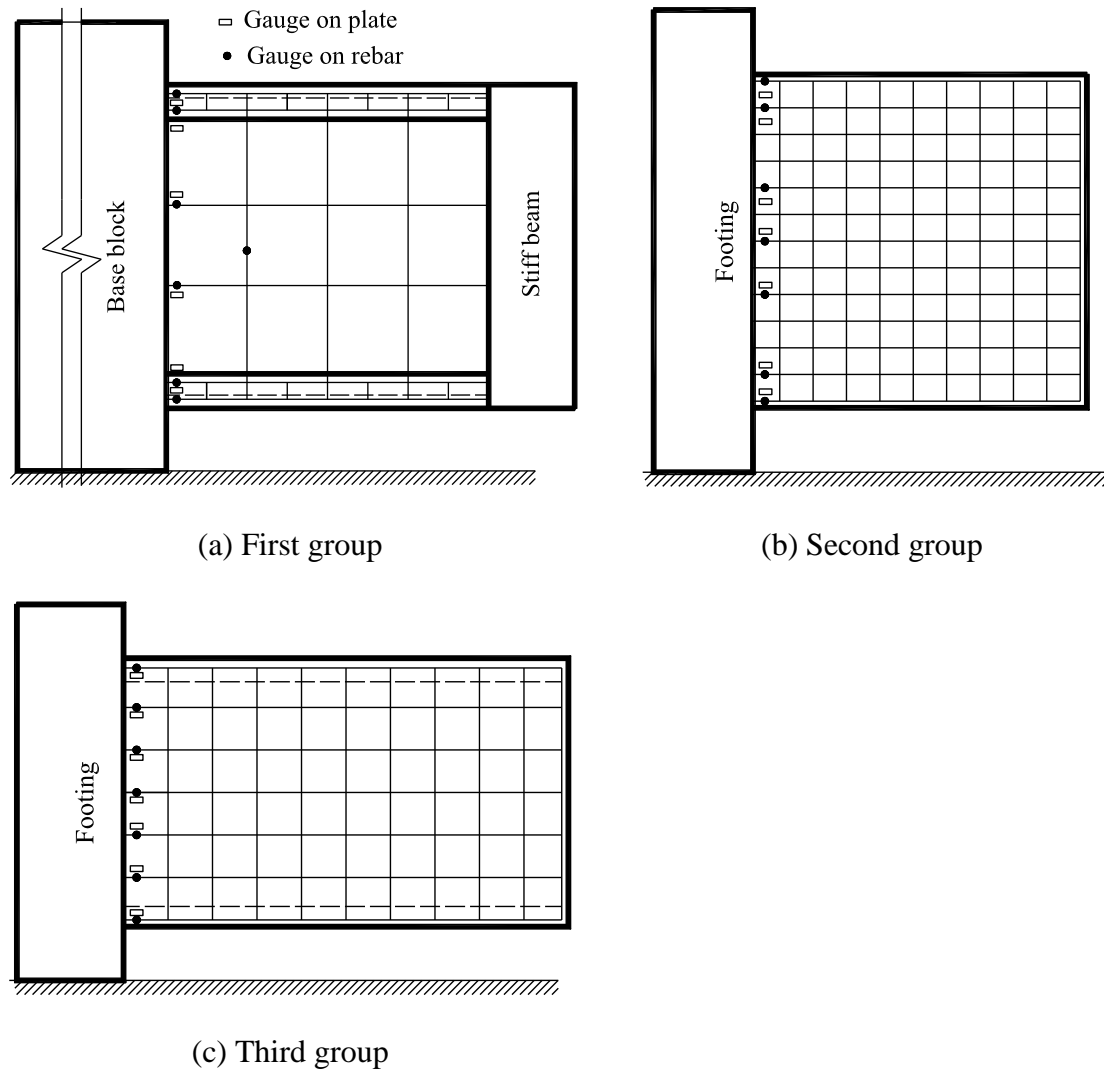 Gauge on plate
Gauge on rebar
Base block
Stiff beam
(a) First group
Footing
(b) Second group
Footing
(c) Third group